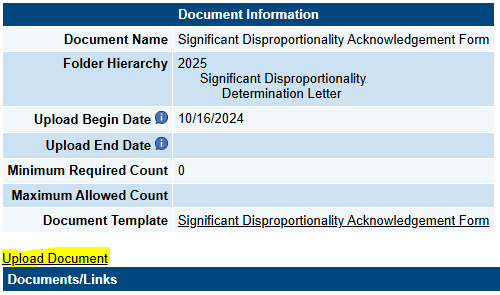 Document Information
Document Name Significant Disproportionality Acknowledgement Form
Folder Hierarchy 2025
Significant Disproportionality
Determination Letter
Upload Begin Date 10/16/2024
Upload End Date
Minimum Required Count 0
Maximum Allowed Count
Document Template Significant Disproportionality Acknowledgement Form
Upload Document
Documents/Links